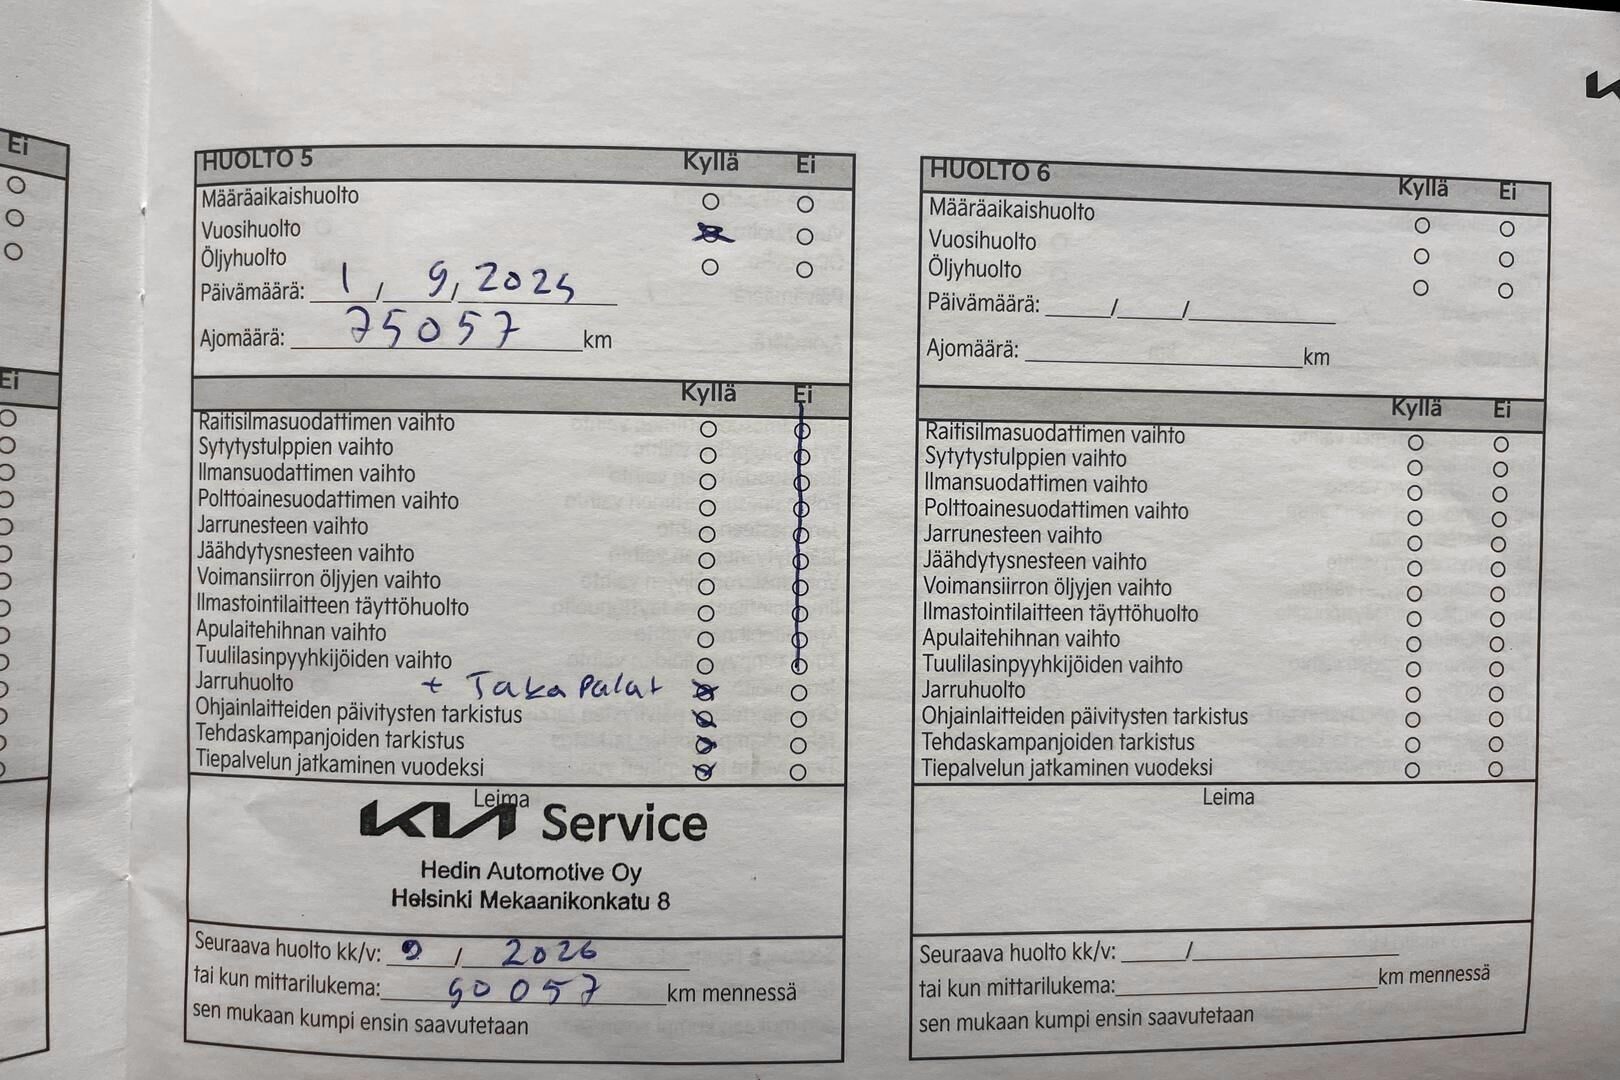 Ei
Ei
HUOLTO 5 Kyllä Ei
Määräaikaishuolto
Vuosihuolto
Öljyhuolto
Päivämäärä: 1 / 9, 2025
Ajomäärä: 75057 km
Kyllä Ei
Raitisilmasuodattimen vaihto
Sytytystulppien vaihto
Ilmansuodattimen vaihto
Polttoainesuodattimen vaihto
Jarrunesteen vaihto
Jäähdytysnesteen vaihto
Voimansiirron öljyjen vaihto
Ilmastointilaitteen täyttöhuolto
Apulaitehihnan vaihto
Tuulilasinpyyhkijöiden vaihto
Jarruhuolto + Taka Palat
Ohjainlaitteiden päivitysten tarkistus
Tehdaskampanjoiden tarkistus
Tiepalvelun jatkaminen vuodeksi
Leima
KIA Service
Hedin Automotive Oy
Helsinki Mekaanikonkatu 8
Seuraava huolto kk/v: 9 / 2026
tai kun mittarilukema: 90057 km mennessä
sen mukaan kumpi ensin saavutetaan
HUOLTO 6 Kyllä Ei
Määräaikaishuolto
Vuosihuolto
Öljyhuolto
Päivämäärä: / /
Ajomäärä: km
Kyllä Ei
Raitisilmasuodattimen vaihto
Sytytystulppien vaihto
Ilmansuodattimen vaihto
Polttoainesuodattimen vaihto
Jarrunesteen vaihto
Jäähdytysnesteen vaihto
Voimansiirron öljyjen vaihto
Ilmastointilaitteen täyttöhuolto
Apulaitehihnan vaihto
Tuulilasinpyyhkijöiden vaihto
Jarruhuolto
Ohjainlaitteiden päivitysten tarkistus
Tehdaskampanjoiden tarkistus
Tiepalvelun jatkaminen vuodeksi
Leima
Seuraava huolto kk/v: /
tai kun mittarilukema: km mennessä
sen mukaan kumpi ensin saavutetaan